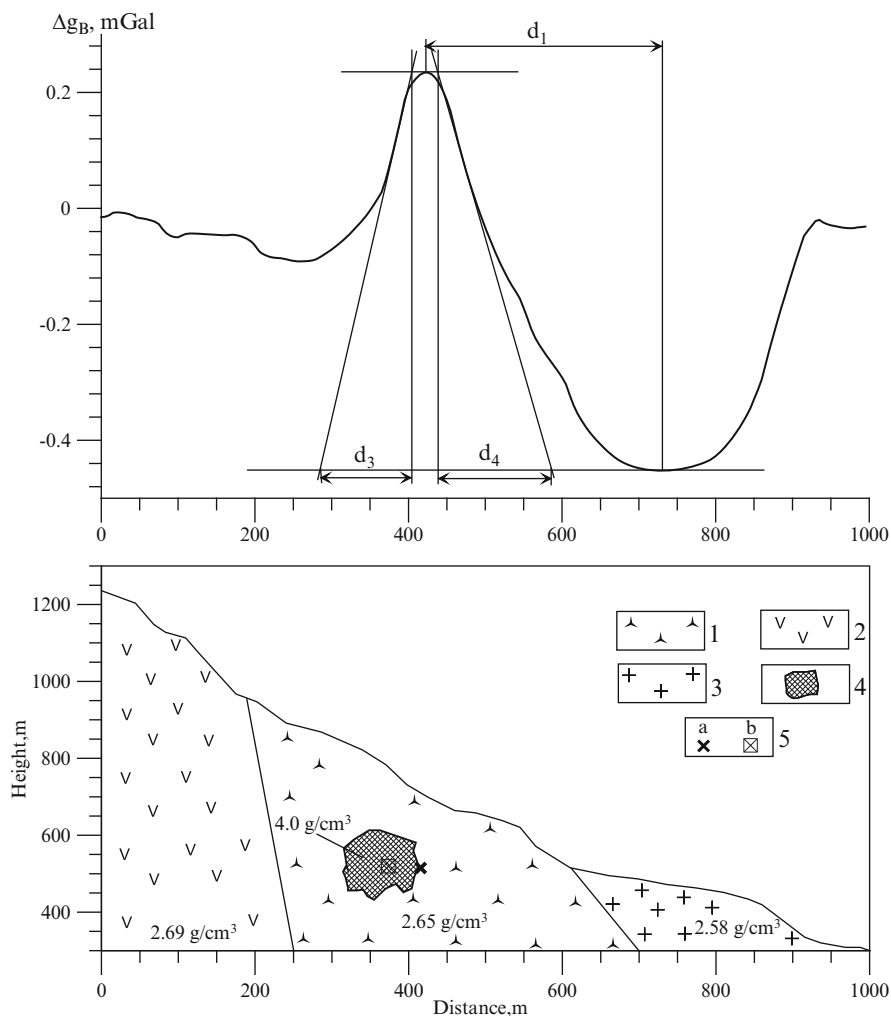 Δg_B, mGal
d₁
0.2
0
-0.2
-0.4
d₃
d₄
0
200
400
600
800
1000
1200
1000
800
600
400
Height,m
1
2
3
4
a
b
5
4.0 g/cm³
2.69 g/cm³
2.65 g/cm³
2.58 g/cm³
0
200
400
600
800
1000
Distance,m